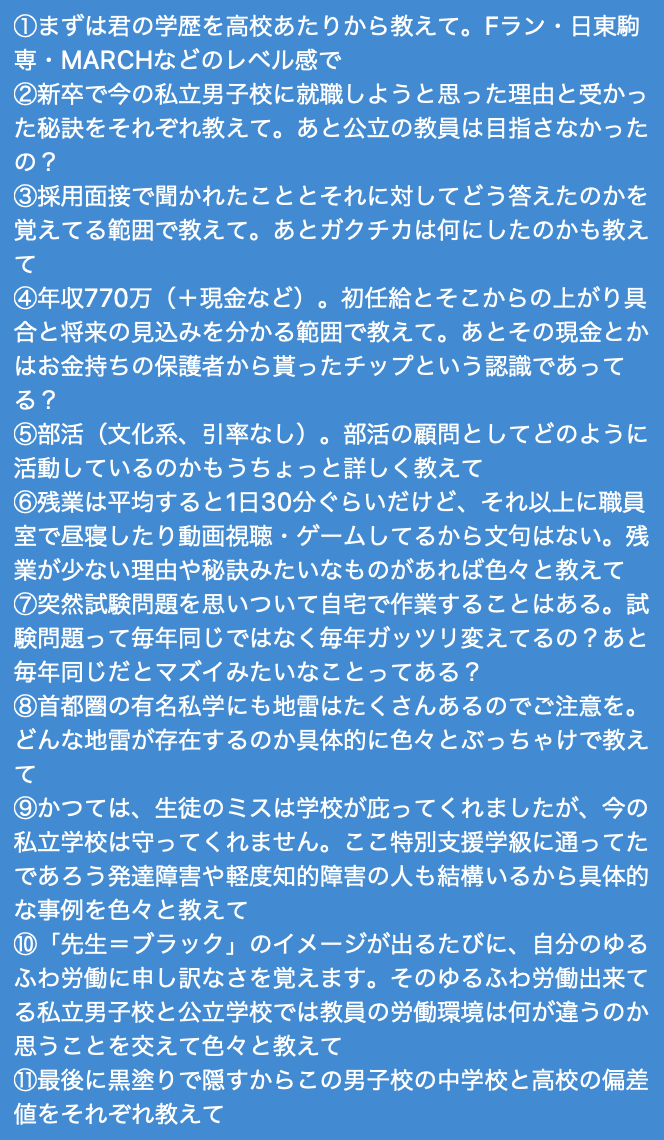 ①まずは君の学歴を高校あたりから教えて。Fラン・日東駒
専・MARCHなどのレベル感で
②新卒で今の私立男子校に就職しようと思った理由と受かっ
た秘訣をそれぞれ教えて。あと公立の教員は目指さなかった
の？
③採用面接で聞かれたこととそれに対してどう答えたのかを
覚えてる範囲で教えて。あとガクチカは何にしたのかも教え
て
④年収770万（＋現金など）。初任給とそこからの上がり具
合と将来の見込みを分かる範囲で教えて。あとその現金とか
はお金持ちの保護者から貰ったチップという認識であって
る？
⑤部活（文化系、引率なし）。部活の顧問としてどのように
活動しているのかもうちょっと詳しく教えて
⑥残業は平均すると1日30分ぐらいだけど、それ以上に職員
室で昼寝したり動画視聴・ゲームしてるから文句はない。残
業が少ない理由や秘訣みたいなものがあれば色々と教えて
⑦突然試験問題を思いついて自宅で作業することはある。試
験問題って毎年同じではなく毎年ガッツリ変えてるの？あと
毎年同じだとマズイみたいなことってある？
⑧首都圏の有名私学にも地雷はたくさんあるのでご注意を。
どんな地雷が存在するのか具体的に色々とぶっちゃけで教え
て
⑨かつては、生徒のミスは学校が庇ってくれましたが、今の
私立学校は守ってくれません。ここ特別支援学級に通ってた
であろう発達障害や軽度知的障害の人も結構いるから具体的
な事例を色々と教えて
⑩「先生＝ブラック」のイメージが出るたびに、自分のゆる
ふわ労働に申し訳なさを覚えます。そのゆるふわ労働出来て
る私立男子校と公立学校では教員の労働環境は何が違うのか
思うことを交えて色々と教えて
⑪最後に黒塗りで隠すからこの男子校の中学校と高校の偏差
値をそれぞれ教えて